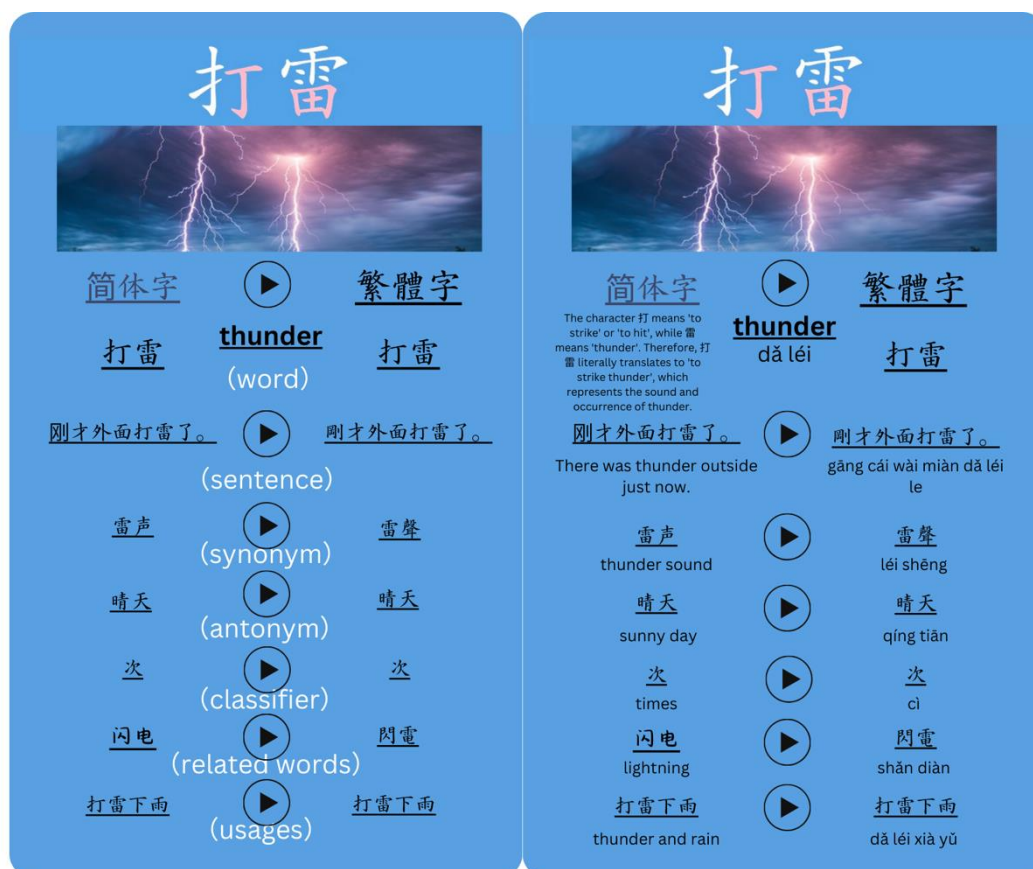 打雷
简体字 繁體字
thunder
打雷 打雷
(word)
刚才外面打雷了。 剛才外面打雷了。
(sentence)
雷声 雷聲
(synonym)
晴天 晴天
(antonym)
次 次
(classifier)
闪电 閃電
(related words)
打雷下雨 打雷下雨
(usages)
打雷
简体字 繁體字
The character 打 means 'to
strike' or 'to hit', while 雷
means 'thunder'. Therefore, 打
雷 literally translates to 'to
strike thunder', which
represents the sound and
occurrence of thunder.
thunder
dǎ léi
打雷
刚才外面打雷了。 剛才外面打雷了。
There was thunder outside
just now.
gāng cái wài miàn dǎ léi
le
雷声 雷聲
thunder sound léi shēng
晴天 晴天
sunny day qíng tiān
次 次
times cì
闪电 閃電
lightning shǎn diàn
打雷下雨 打雷下雨
thunder and rain dǎ léi xià yǔ